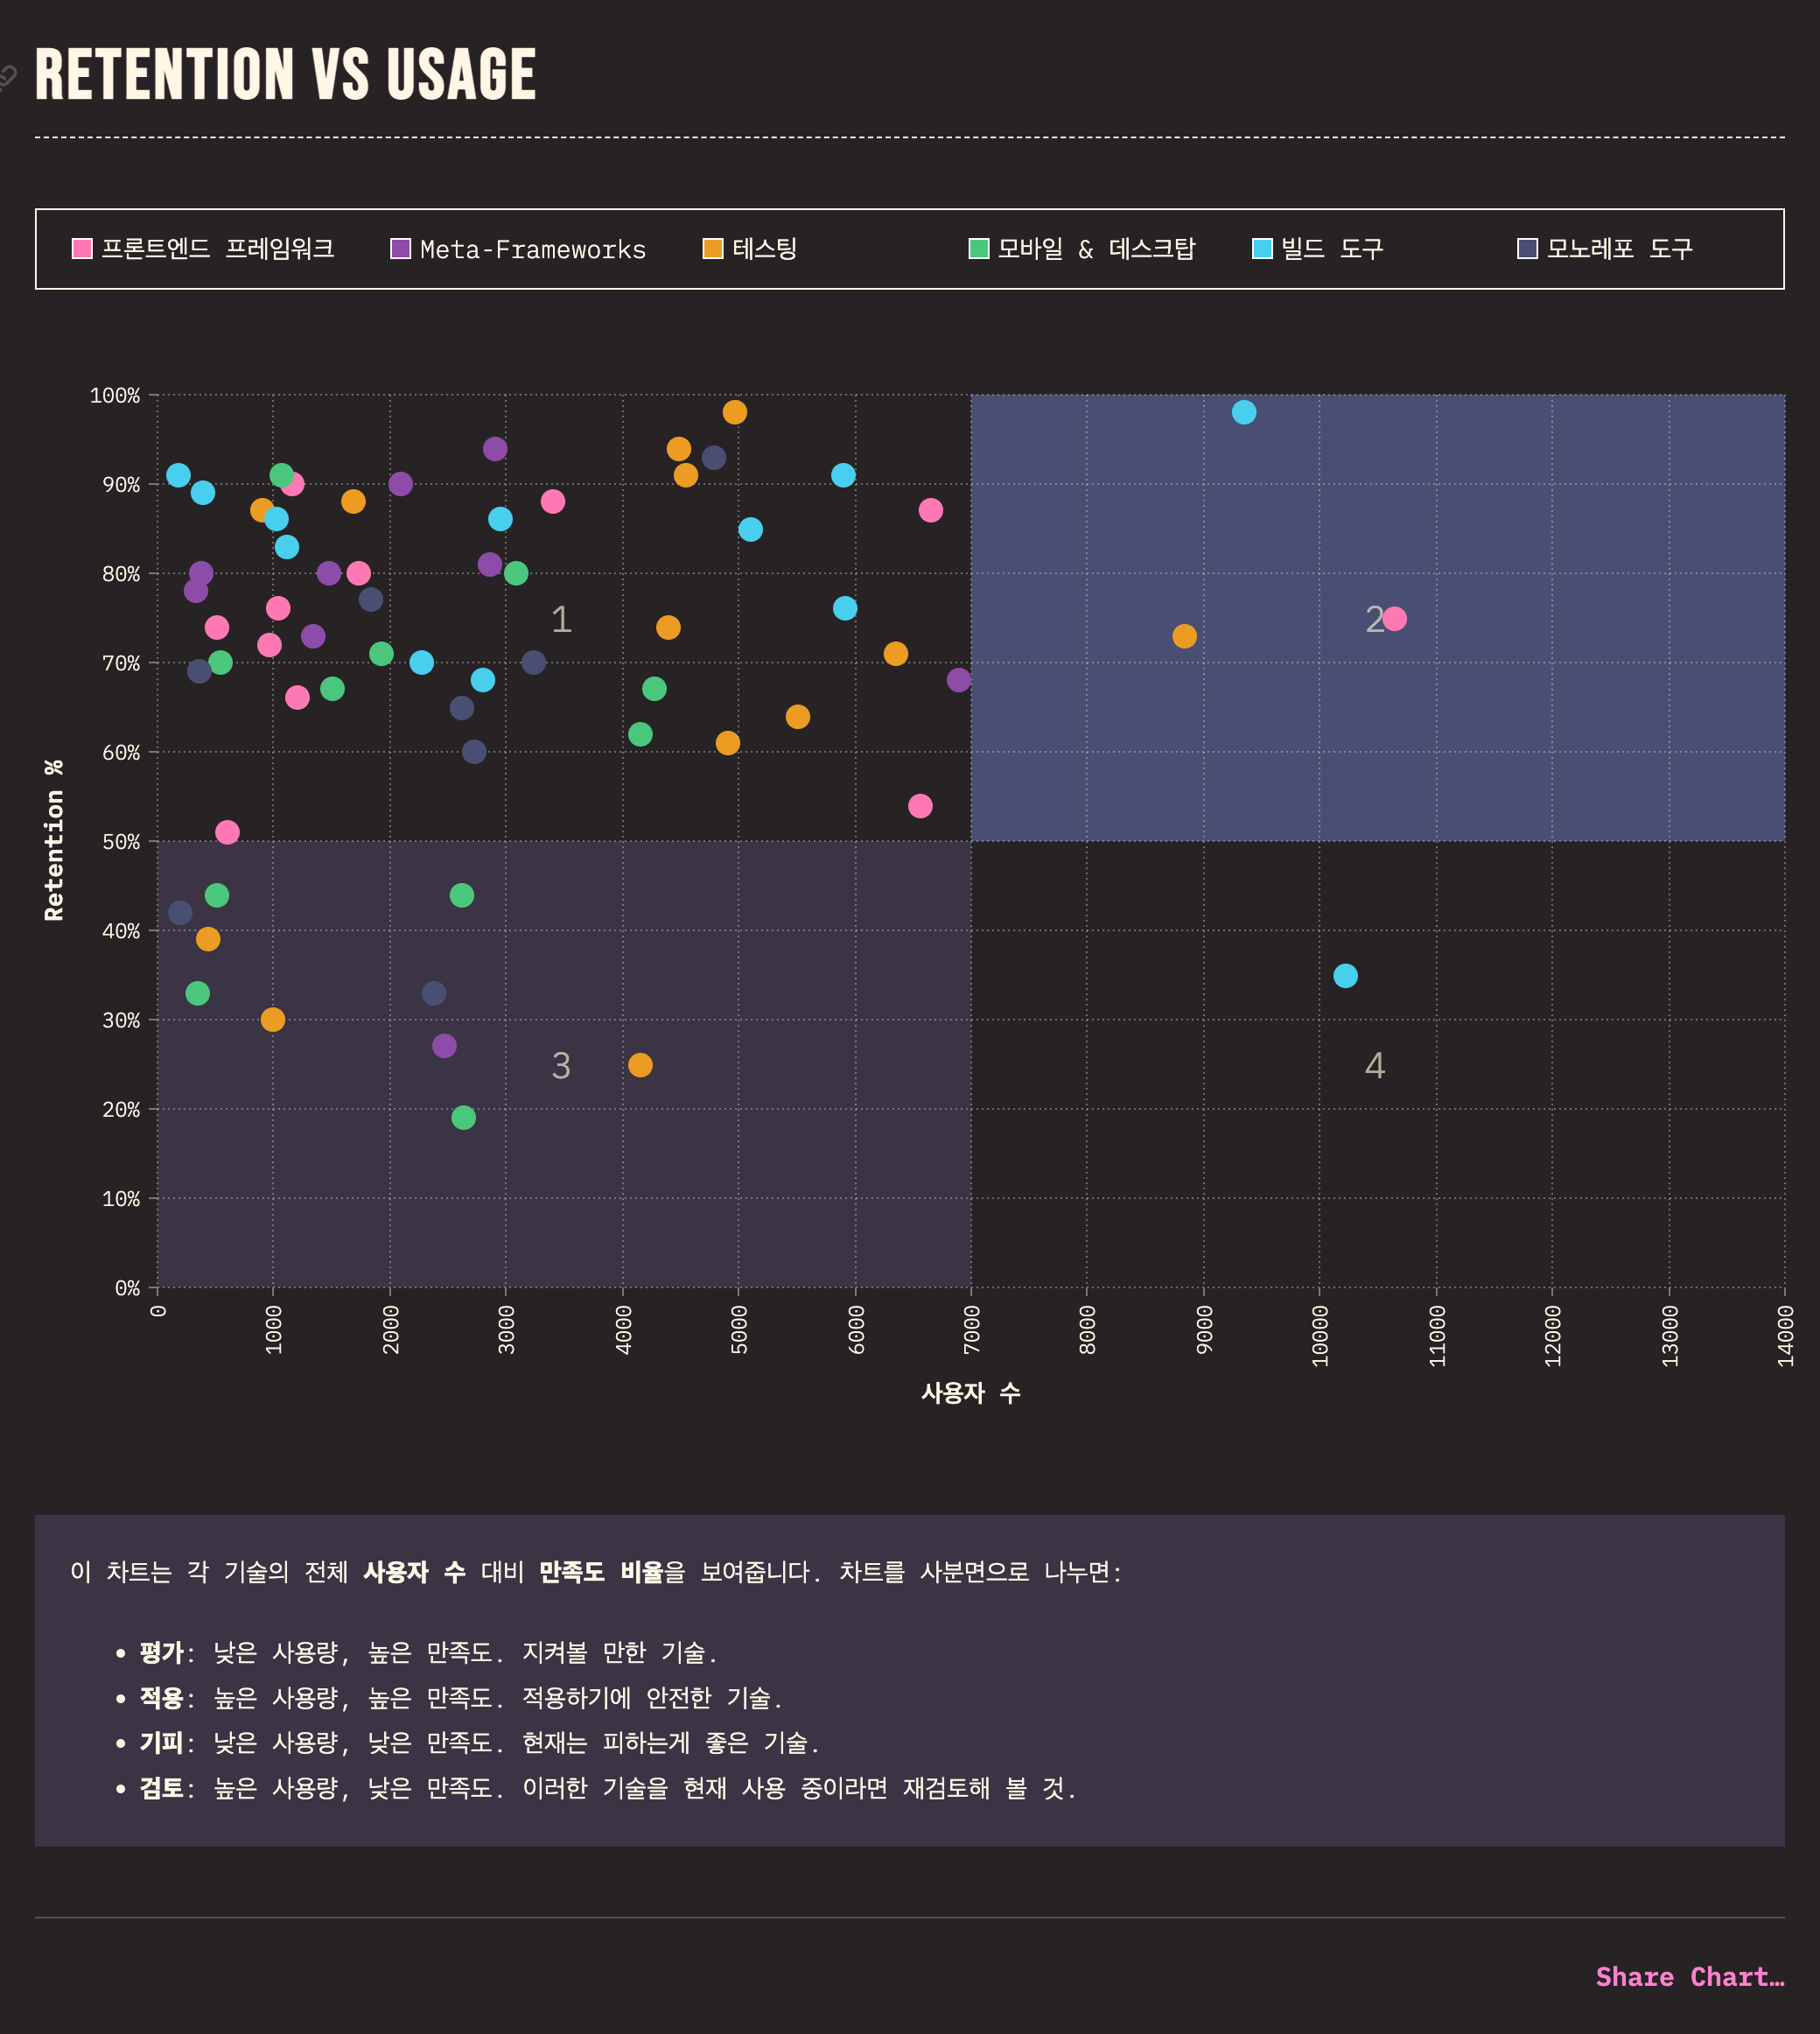 RETENTION VS USAGE
프론트엔드 프레임워크 Meta-Frameworks 테스팅 모바일 & 데스크탑 빌드 도구 모노레포 도구
100%
90%
80%
1 2
70%
60%
Retention %
50%
40%
30%
3 4
20%
10%
0%
0 1000 2000 3000 4000 5000 6000 7000 8000 9000 10000 11000 12000 13000 14000
사용자 수
이 차트는 각 기술의 전체 사용자 수 대비 만족도 비율을 보여줍니다. 차트를 사분면으로 나누면:
• 평가: 낮은 사용량, 높은 만족도. 지켜볼 만한 기술.
• 적용: 높은 사용량, 높은 만족도. 적용하기에 안전한 기술.
• 기피: 낮은 사용량, 낮은 만족도. 현재는 피하는게 좋은 기술.
• 검토: 높은 사용량, 낮은 만족도. 이러한 기술을 현재 사용 중이라면 재검토해 볼 것.
Share Chart…